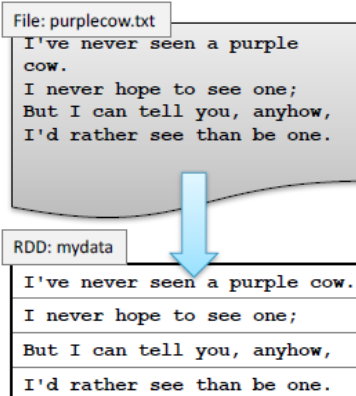 File: purplecow.txt
I've never seen a purple
cow.
I never hope to see one;
But I can tell you, anyhow,
I'd rather see than be one.
RDD: mydata
I've never seen a purple cow.
I never hope to see one;
But I can tell you, anyhow,
I'd rather see than be one.